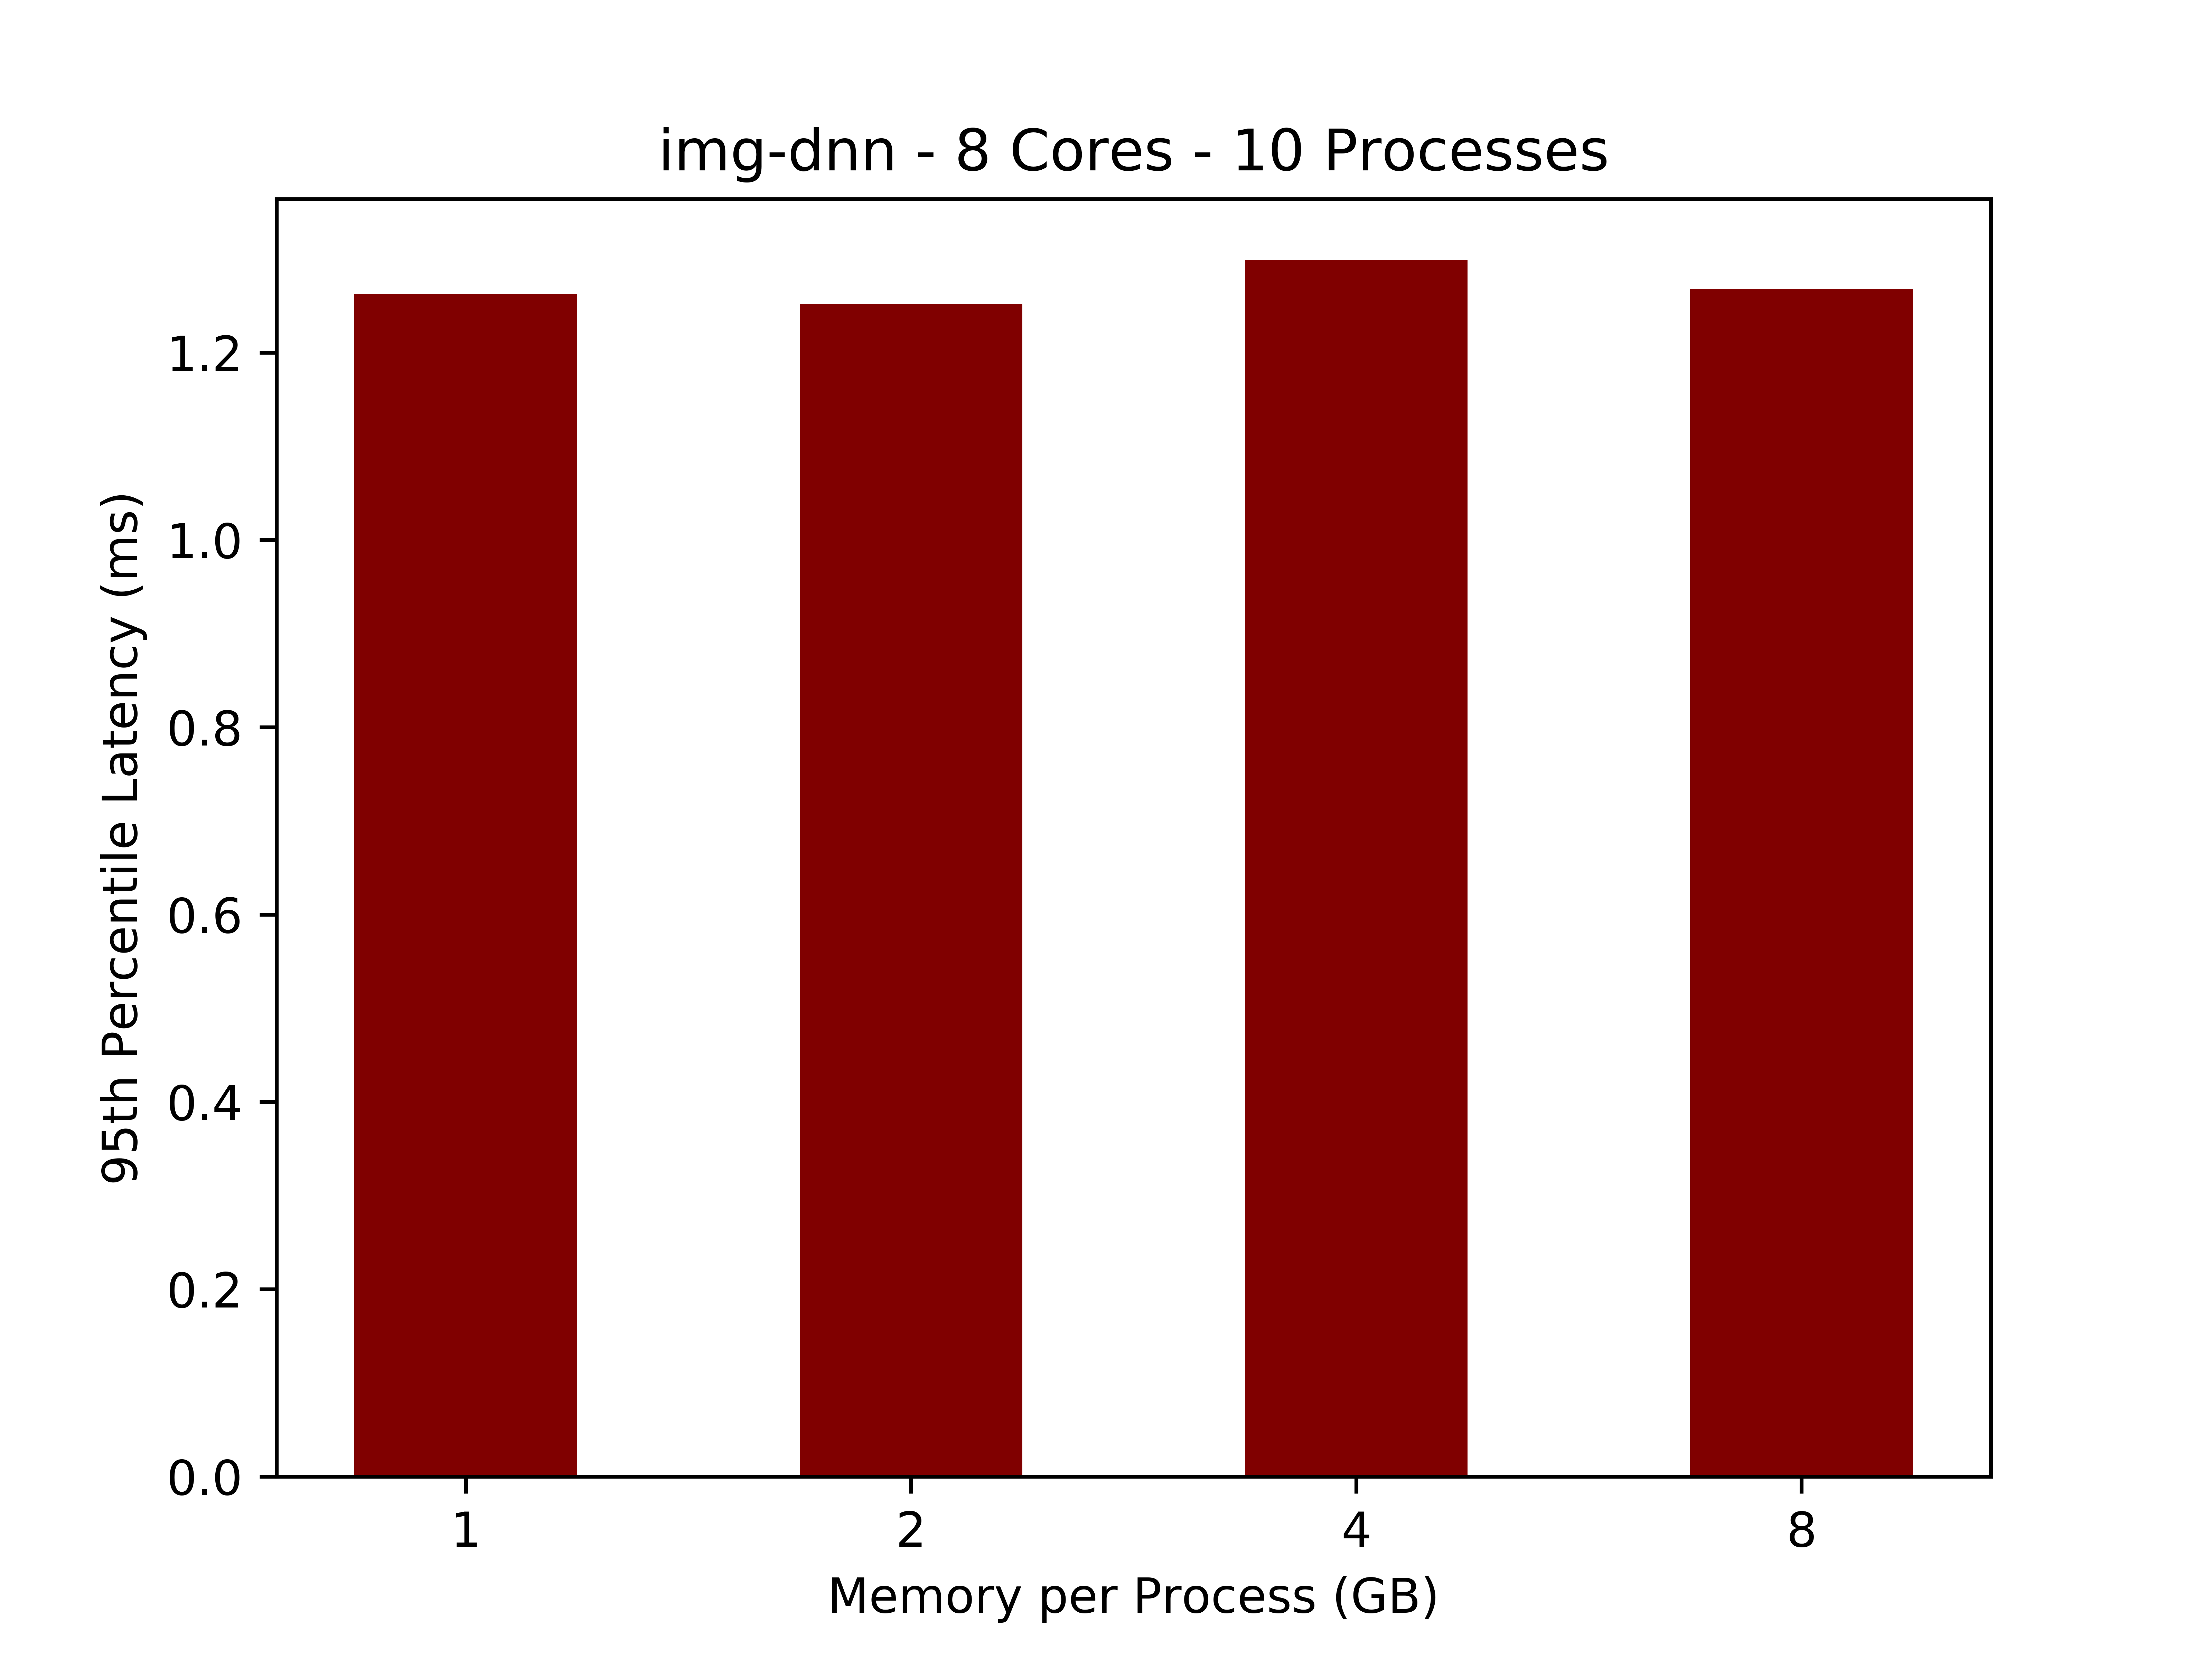 img-dnn - 8 Cores - 10 Processes
95th Percentile Latency (ms)
1.2
1.0
0.8
0.6
0.4
0.2
0.0
1 2 4 8
Memory per Process (GB)